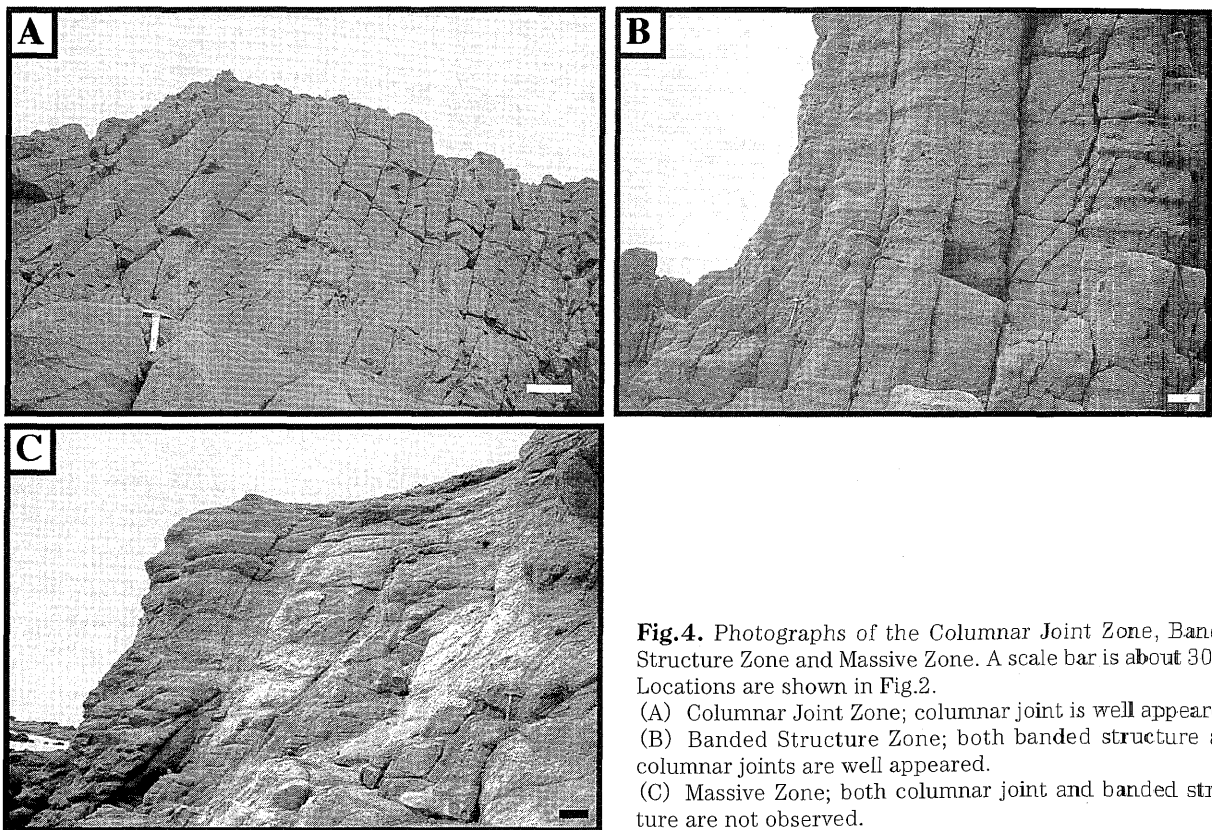 A
B
C
Fig.4. Photographs of the Columnar Joint Zone, Band
Structure Zone and Massive Zone. A scale bar is about 30
Locations are shown in Fig.2.
(A) Columnar Joint Zone; columnar joint is well appear
(B) Banded Structure Zone; both banded structure a
columnar joints are well appeared.
(C) Massive Zone; both columnar joint and banded str
ture are not observed.